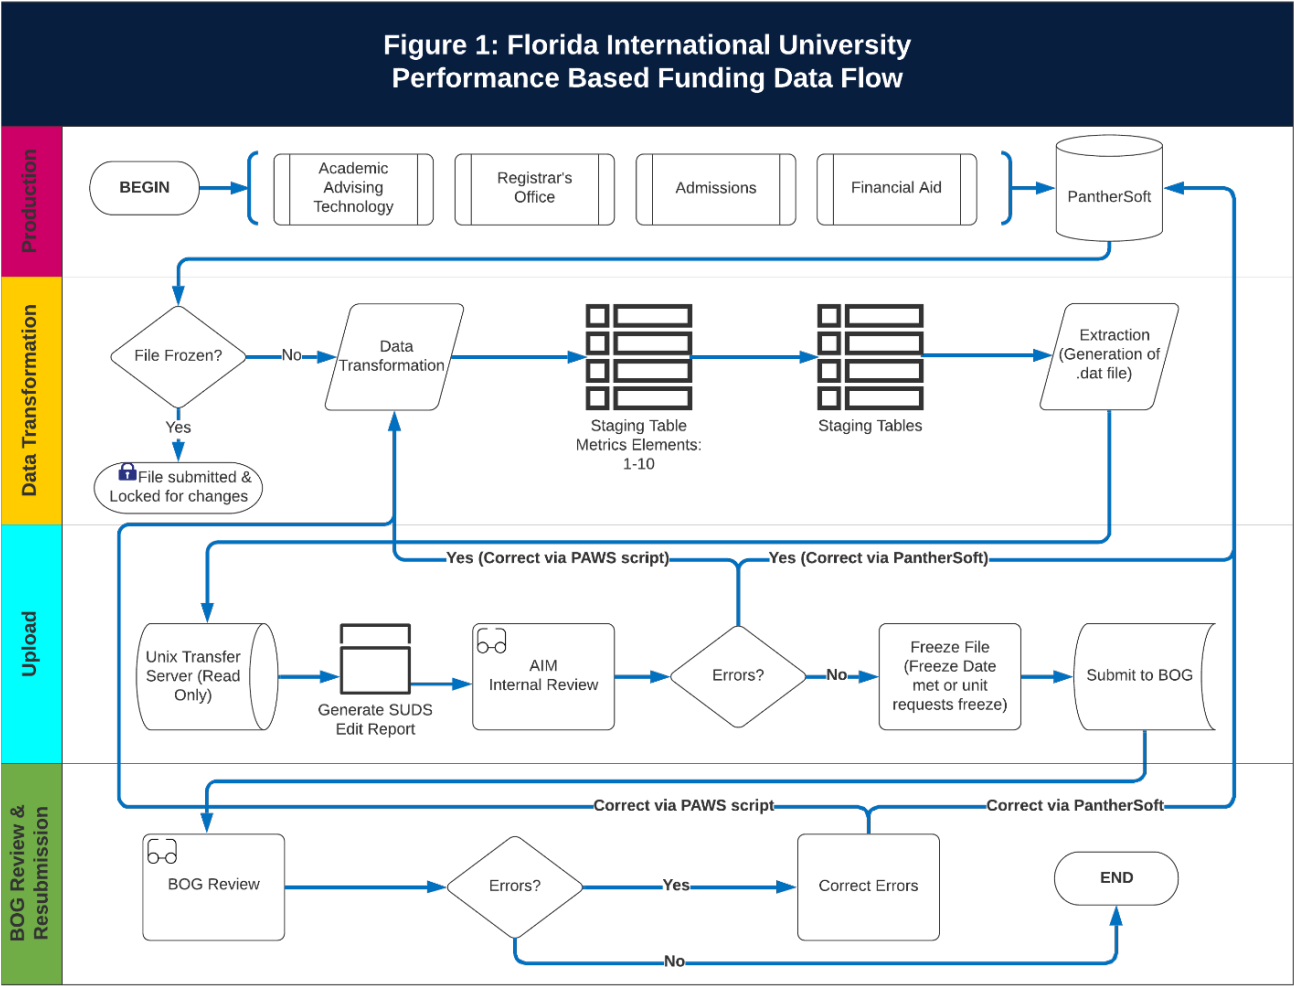 Figure 1: Florida International University
Performance Based Funding Data Flow
Production
BEGIN
Academic
Advising
Technology
Registrar's
Office
Admissions
Financial Aid
PantherSoft
Data Transformation
File Frozen?
No
Data
Transformation
Staging Table
Metrics Elements:
1-10
Staging Tables
Extraction
(Generation of
.dat file)
Yes
File submitted &
Locked for changes
Upload
Yes (Correct via PAWS script)
Yes (Correct via PantherSoft)
Unix Transfer
Server (Read
Only)
Generate SUDS
Edit Report
AIM
Internal Review
Errors?
No
Freeze File
(Freeze Date
met or unit
requests freeze)
Submit to BOG
BOG Review &
Resubmission
Correct via PAWS script
Correct via PantherSoft
BOG Review
Errors?
Yes
Correct Errors
END
No